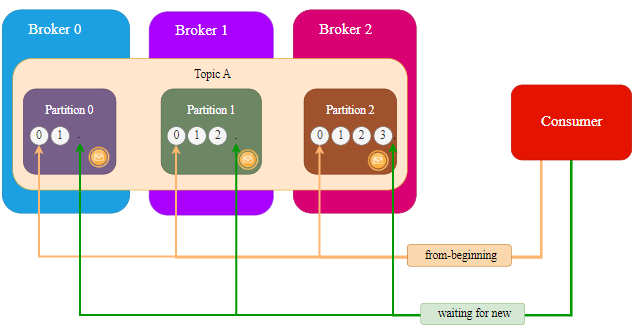 Broker 0
Broker 1
Broker 2
Topic A
Partition 0
Partition 1
Partition 2
0 1 .
0 1 2 .
0 1 2 3 .
Consumer
from-beginning
waiting for new